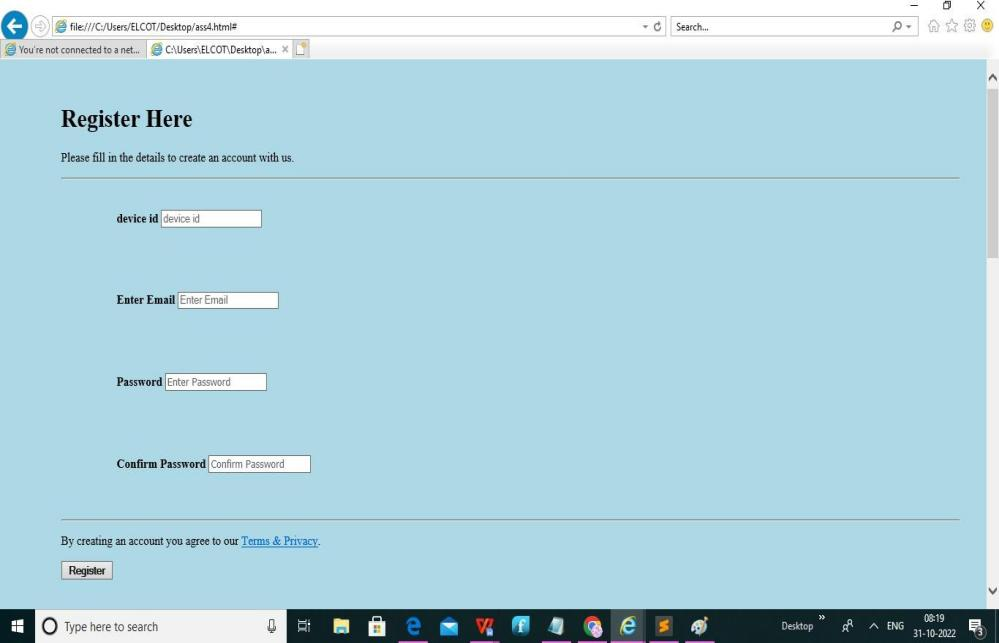 file:///C:/Users/ELCOT/Desktop/ass4.html#
Search...
You're not connected to a net...
C:\Users\ELCOT\Desktop\a...
Register Here
Please fill in the details to create an account with us.
device id device id
Enter Email Enter Email
Password Enter Password
Confirm Password Confirm Password
By creating an account you agree to our Terms & Privacy.
Register
Type here to search
Desktop
ENG
08:19
31-10-2022
3